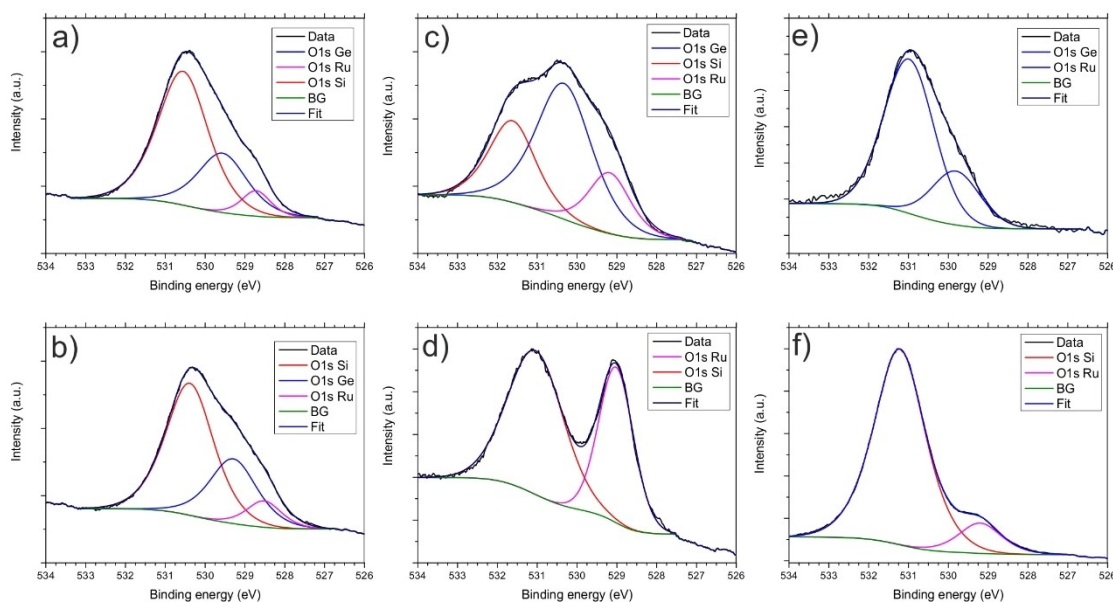 a)
Intensity (a.u.)
Data
O1s Ge
O1s Ru
O1s Si
BG
Fit
534 533 532 531 530 529 528 527 526
Binding energy (eV)
c)
Intensity (a.u.)
Data
O1s Ge
O1s Si
O1s Ru
BG
Fit
534 533 532 531 530 529 528 527 526
Binding energy (eV)
e)
Intensity (a.u.)
Data
O1s Ge
O1s Ru
BG
Fit
534 533 532 531 530 529 528 527 526
Binding energy (eV)
b)
Intensity (a.u.)
Data
O1s Si
O1s Ge
O1s Ru
BG
Fit
534 533 532 531 530 529 528 527 526
Binding energy (eV)
d)
Intensity (a.u.)
Data
O1s Ru
O1s Si
BG
Fit
534 533 532 531 530 529 528 527 526
Binding energy (eV)
f)
Intensity (a.u.)
Data
O1s Si
O1s Ru
BG
Fit
534 533 532 531 530 529 528 527 526
Binding energy (eV)